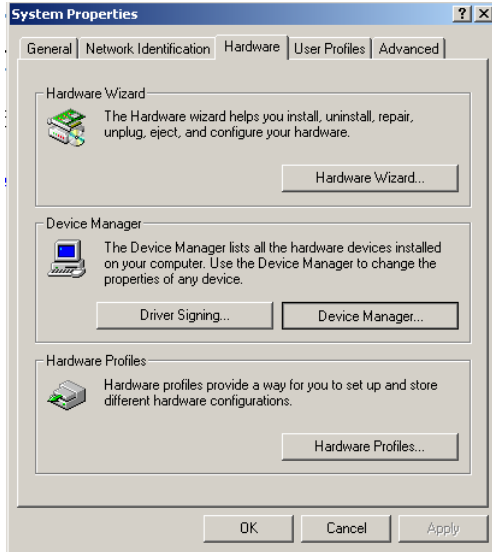 System Properties
? X
General Network Identification Hardware User Profiles Advanced
Hardware Wizard
The Hardware wizard helps you install, uninstall, repair,
unplug, eject, and configure your hardware.
Hardware Wizard...
Device Manager
The Device Manager lists all the hardware devices installed
on your computer. Use the Device Manager to change the
properties of any device.
Driver Signing... Device Manager...
Hardware Profiles
Hardware profiles provide a way for you to set up and store
different hardware configurations.
Hardware Profiles...
OK Cancel Apply